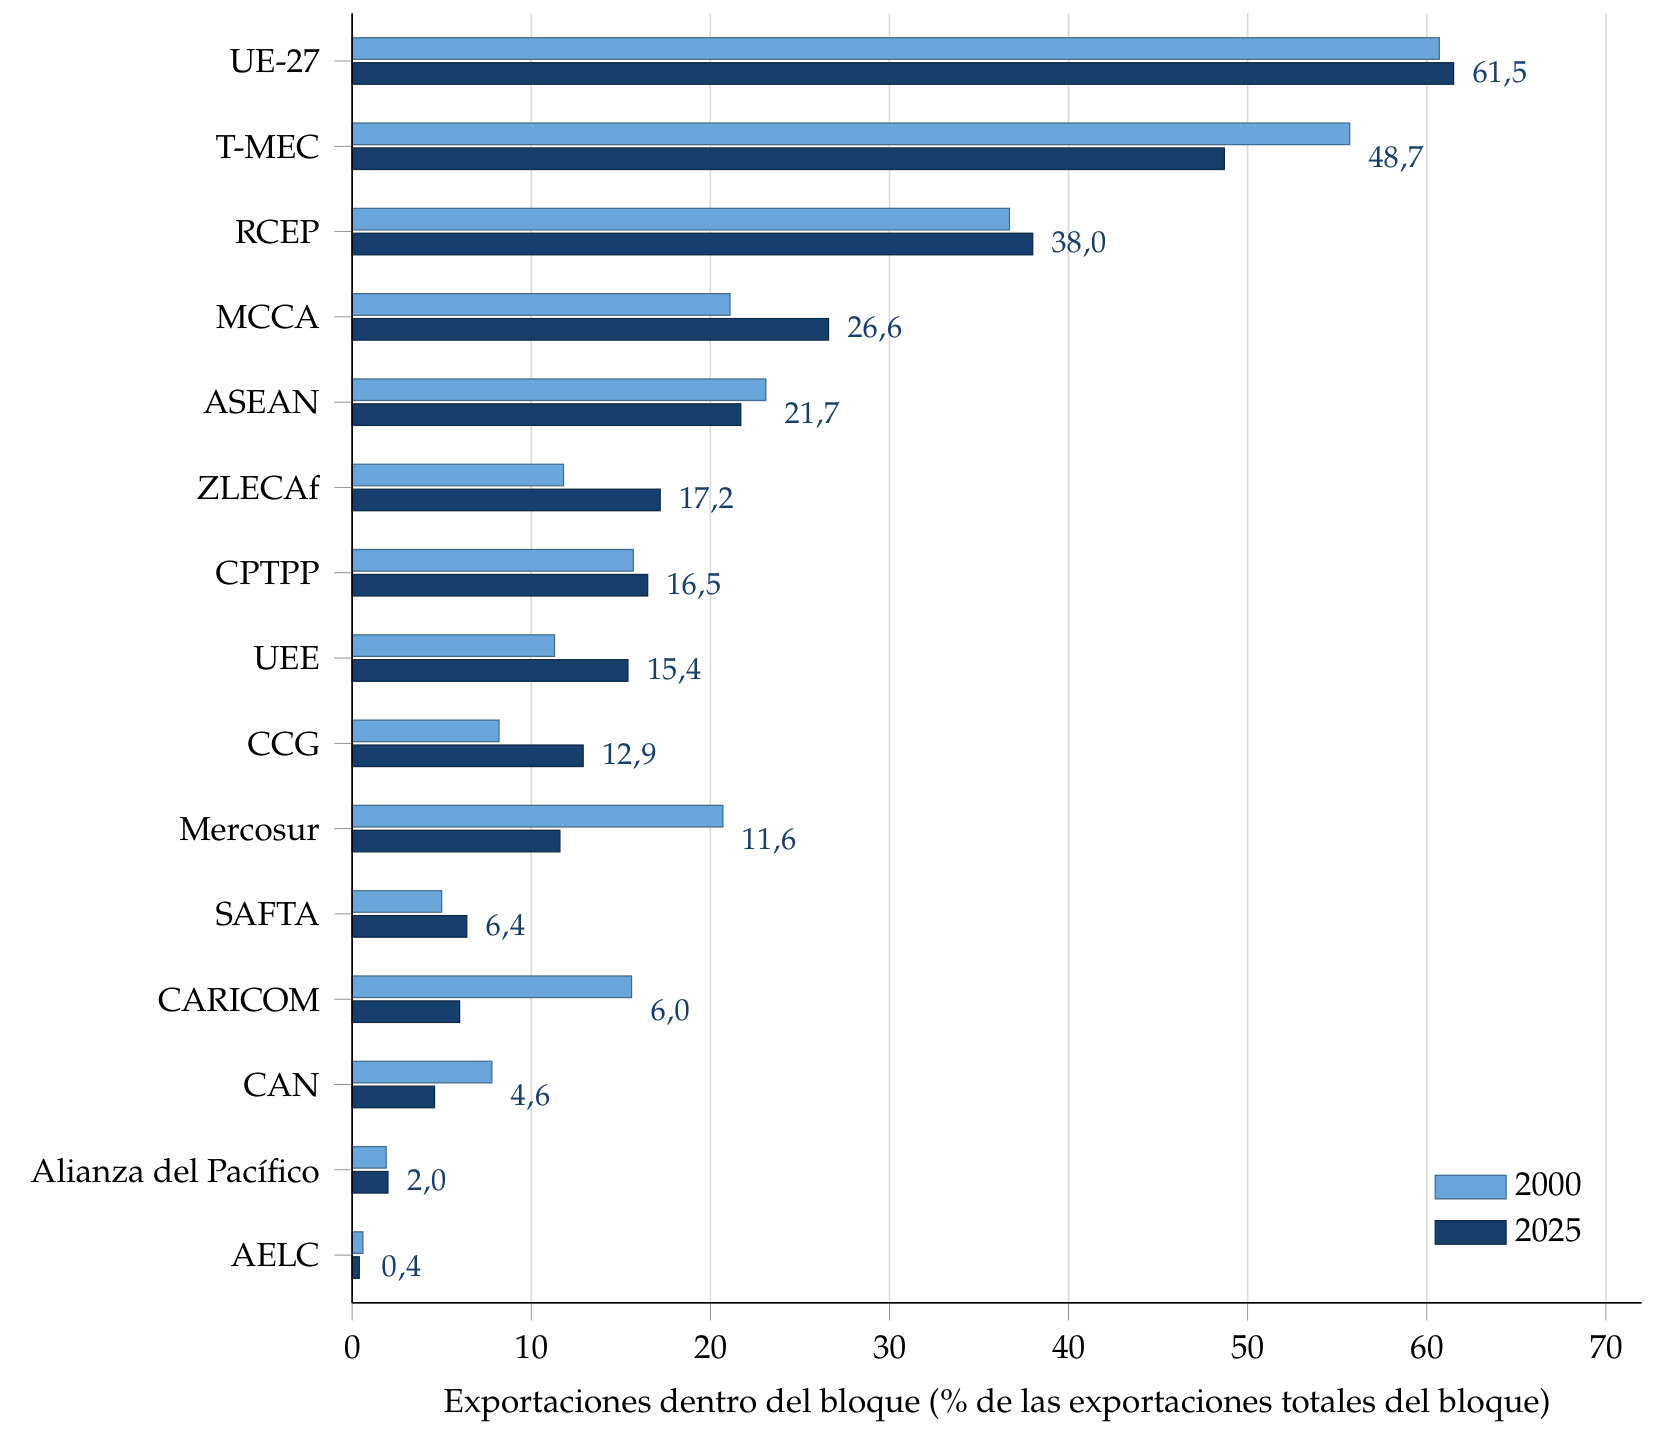 UE-27
61,5
T-MEC
48,7
RCEP
38,0
MCCA
26,6
ASEAN
21,7
ZLECAf
17,2
CPTPP
16,5
UEE
15,4
CCG
12,9
Mercosur
11,6
SAFTA
6,4
CARICOM
6,0
CAN
4,6
Alianza del Pacífico
2,0
AELC
0,4
2000
2025
0 10 20 30 40 50 60 70
Exportaciones dentro del bloque (% de las exportaciones totales del bloque)